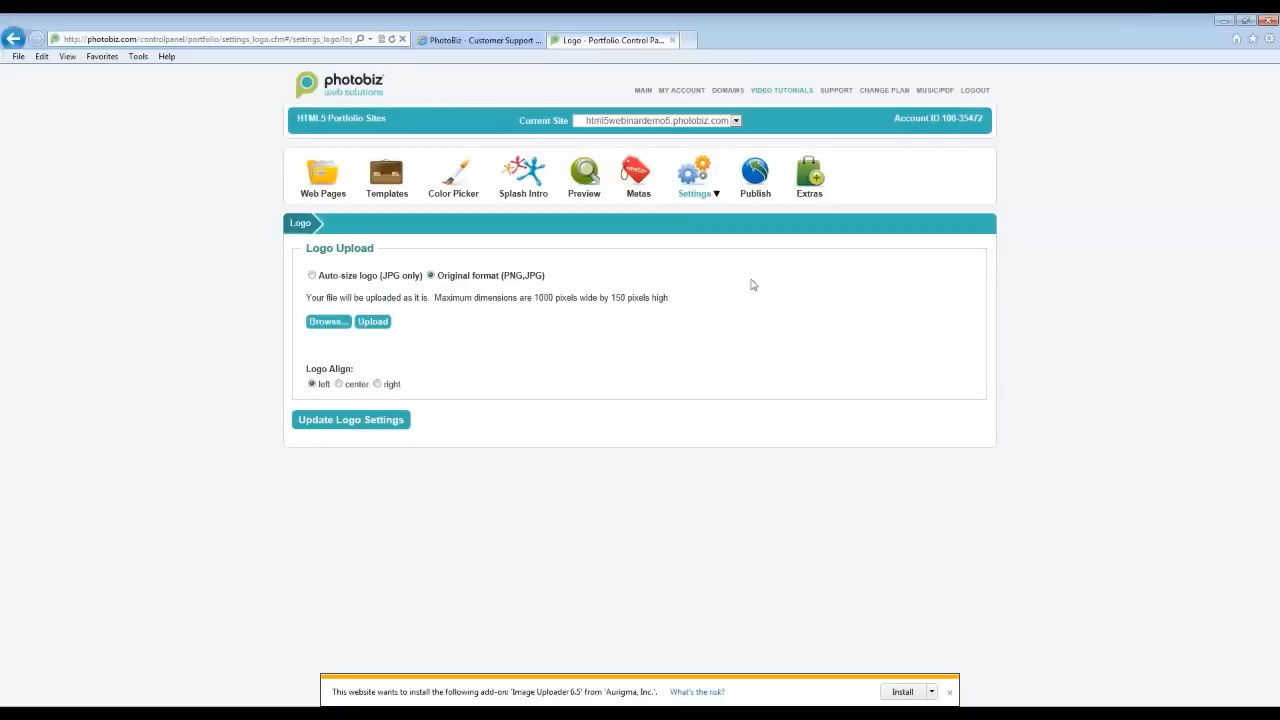 http://photobiz.com/controlpanel/portfolio/settings_logo.cfm#/settings_logo/log
PhotoBiz - Customer Support ...
Logo - Portfolio Control Pa...
File Edit View Favorites Tools Help
photobiz
web solutions
MAIN MY ACCOUNT DOMAINS VIDEO TUTORIALS SUPPORT CHANGE PLAN MUSIC/PDF LOGOUT
HTML5 Portfolio Sites Current Site html5webinardemo5.photobiz.com Account ID 100-35472
Web Pages Templates Color Picker Splash Intro Preview Metas Settings ▼ Publish Extras
Logo
Logo Upload
Auto-size logo (JPG only) Original format (PNG,JPG)
Your file will be uploaded as it is. Maximum dimensions are 1000 pixels wide by 150 pixels high
Browse... Upload
Logo Align:
left center right
Update Logo Settings
This website wants to install the following add-on: 'Image Uploader 6.5' from 'Aurigma, Inc.'. What's the risk? Install